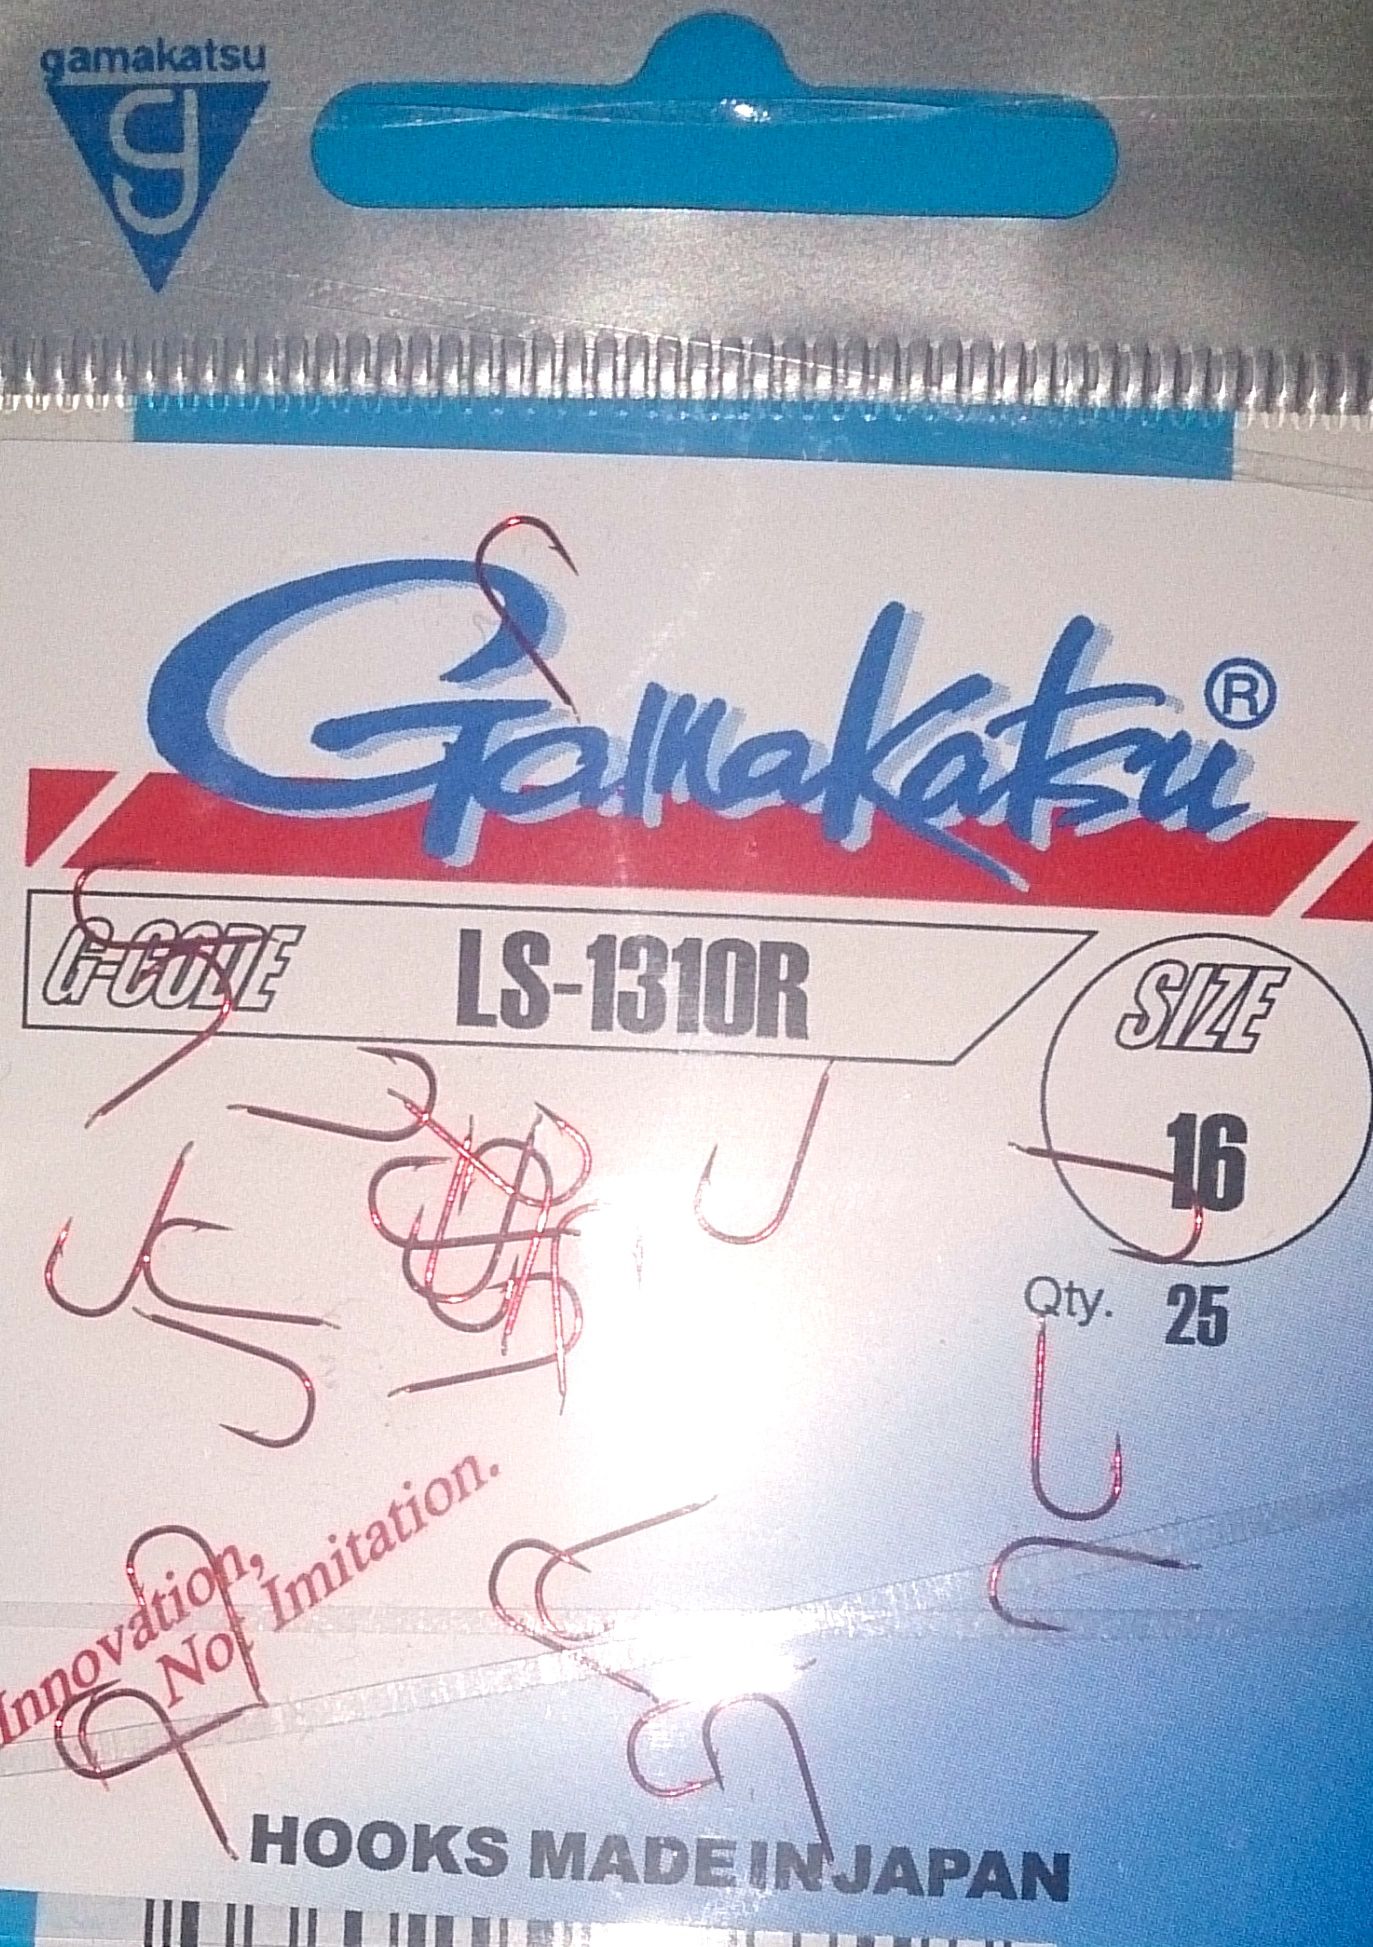 gamakatsu
g
Gamakatsu®
G-CODE LS-1310R
SIZE
16
Qty. 25
Innovation,
Not Imitation.
HOOKS MADE IN JAPAN